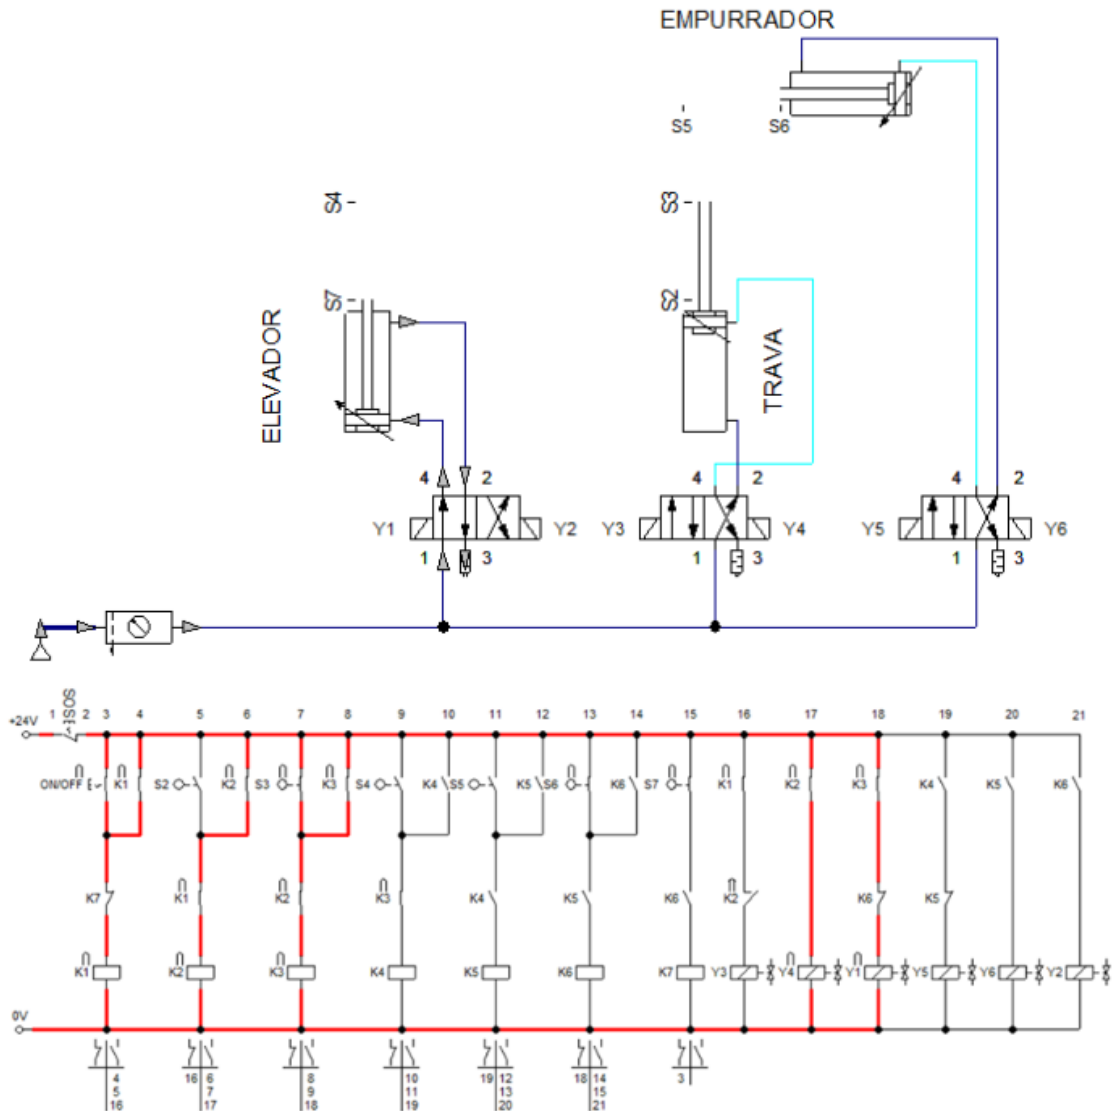 EMPURRADOR
S5 S6
S4 S3
S7 S2
ELEVADOR
TRAVA
4 2 4 2 4 2
Y1 Y2 Y3 Y4 Y5 Y6
1 3 1 3 1 3
SOS
+24V 1 2 3 4 5 6 7 8 9 10 11 12 13 14 15 16 17 18 19 20 21
ON/OFF E K1 S2 K2 S3 K3 S4 K4 S5 K5 S6 K6 S7 K1 K2 K3 K4 K5 K6
K7 K1 K2 K3 K4 K5 K6 K2 K6 K5
K1 K2 K3 K4 K5 K6 K7 Y3 Y4 Y1 Y5 Y6 Y2
0V
4 16 6 8 10 19 12 18 14 3
5 7 9 11 13 15
16 17 18 19 20 21